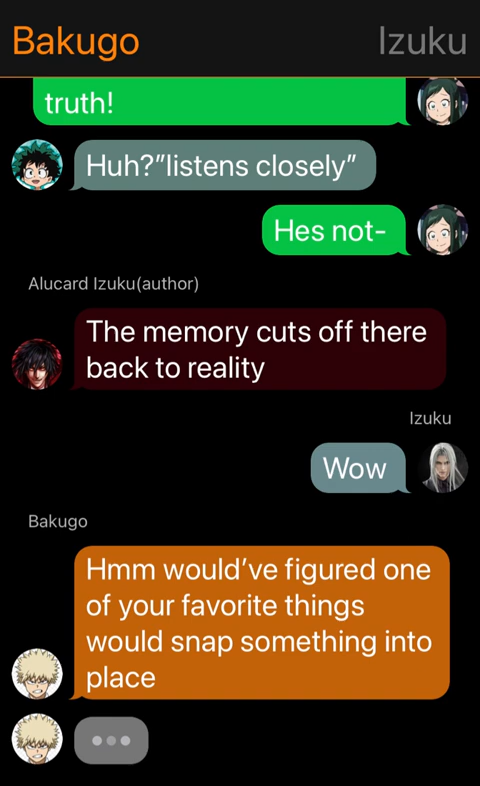 Bakugo Izuku
truth!
Huh?”listens closely”
Hes not-
Alucard Izuku(author)
The memory cuts off there
back to reality
Izuku
Wow
Bakugo
Hmm would’ve figured one
of your favorite things
would snap something into
place